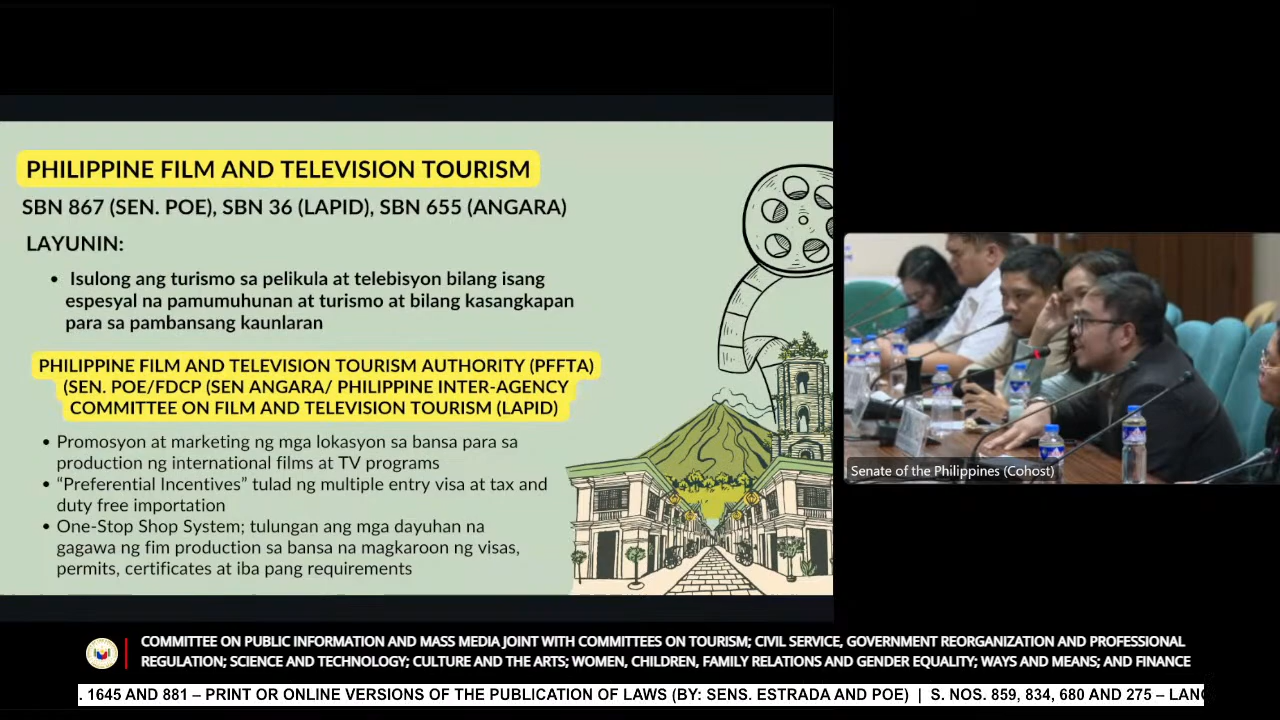 PHILIPPINE FILM AND TELEVISION TOURISM
SBN 867 (SEN. POE), SBN 36 (LAPID), SBN 655 (ANGARA)
LAYUNIN:
• Isulong ang turismo sa pelikula at telebisyon bilang isang
espesyal na pamumuhunan at turismo at bilang kasangkapan
para sa pambansang kaunlaran
PHILIPPINE FILM AND TELEVISION TOURISM AUTHORITY (PFFTA)
(SEN. POE/FDCP (SEN ANGARA/ PHILIPPINE INTER-AGENCY
COMMITTEE ON FILM AND TELEVISION TOURISM (LAPID)
• Promosyon at marketing ng mga lokasyon sa bansa para sa
production ng international films at TV programs
• “Preferential Incentives” tulad ng multiple entry visa at tax and
duty free importation
• One-Stop Shop System; tulungan ang mga dayuhan na
gagawa ng fim production sa bansa na magkaroon ng visas,
permits, certificates at iba pang requirements
Senate of the Philippines (Cohost)
COMMITTEE ON PUBLIC INFORMATION AND MASS MEDIA JOINT WITH COMMITTEES ON TOURISM; CIVIL SERVICE, GOVERNMENT REORGANIZATION AND PROFESSIONAL
REGULATION; SCIENCE AND TECHNOLOGY; CULTURE AND THE ARTS; WOMEN, CHILDREN, FAMILY RELATIONS AND GENDER EQUALITY; WAYS AND MEANS; AND FINANCE
. 1645 AND 881 – PRINT OR ONLINE VERSIONS OF THE PUBLICATION OF LAWS (BY: SENS. ESTRADA AND POE) | S. NOS. 859, 834, 680 AND 275 –